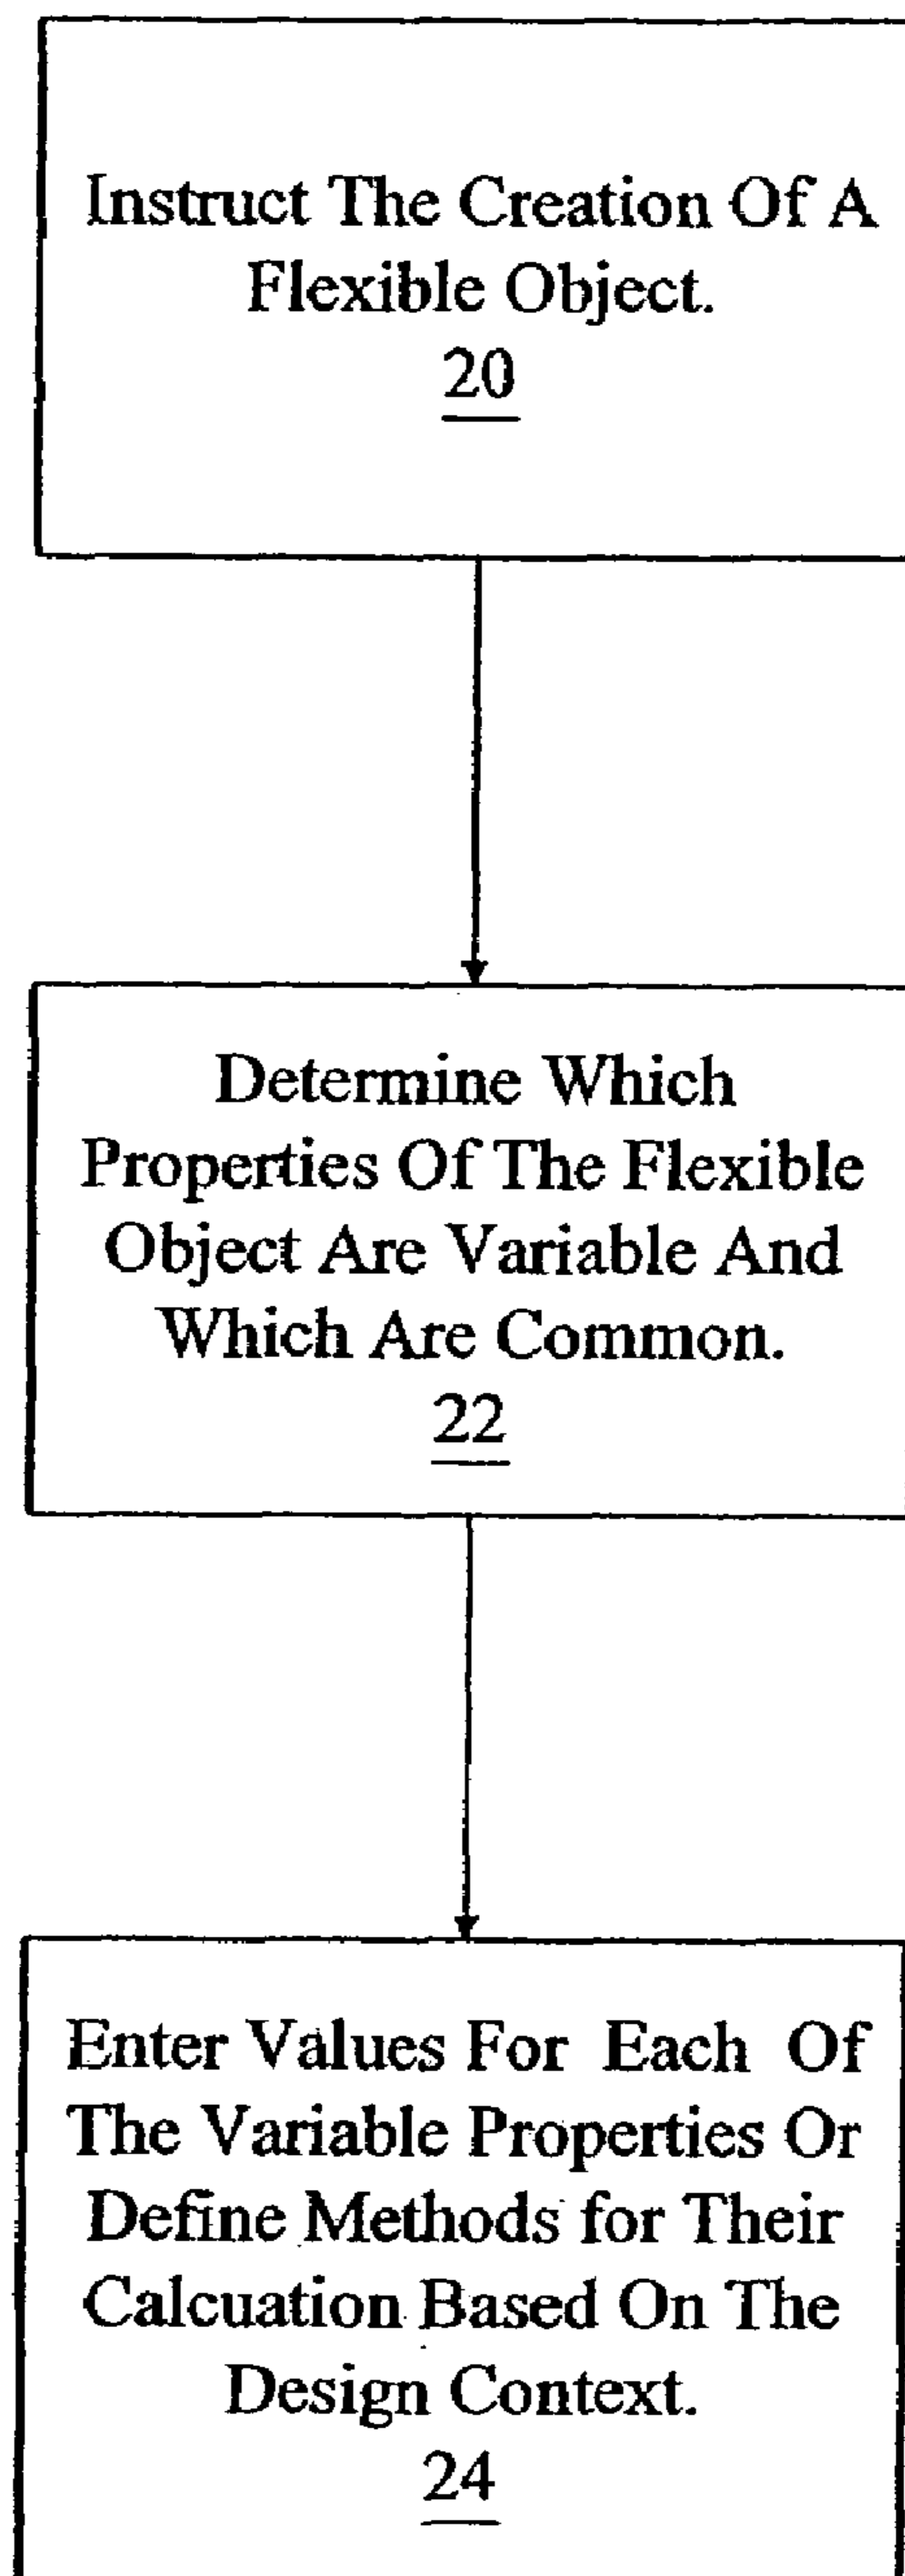 Instruct The Creation Of A
Flexible Object.
20
Determine Which
Properties Of The Flexible
Object Are Variable And
Which Are Common.
22
Enter Values For Each Of
The Variable Properties Or
Define Methods for Their
Calcuation Based On The
Design Context.
24